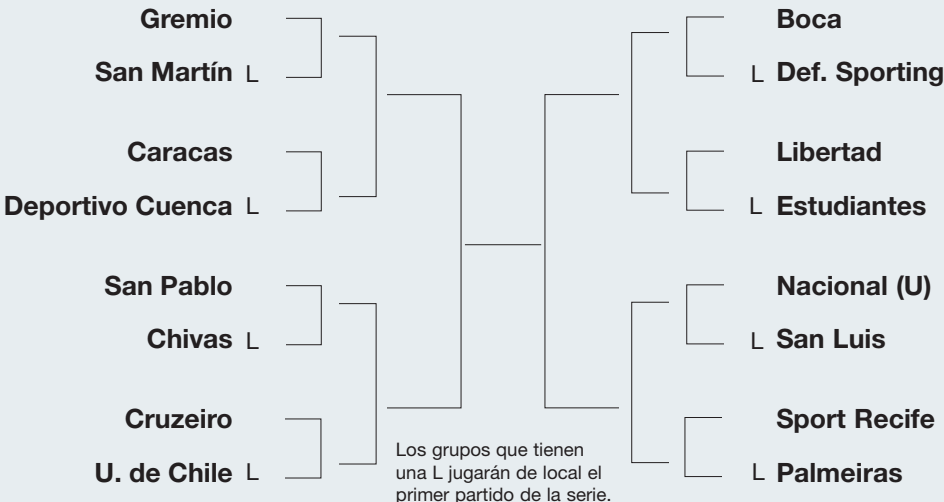 Gremio
San Martín L
Caracas
Deportivo Cuenca L
San Pablo
Chivas L
Cruzeiro
U. de Chile L
Boca
L Def. Sporting
Libertad
L Estudiantes
Nacional (U)
L San Luis
Sport Recife
L Palmeiras
Los grupos que tienen
una L jugarán de local el
primer partido de la serie.